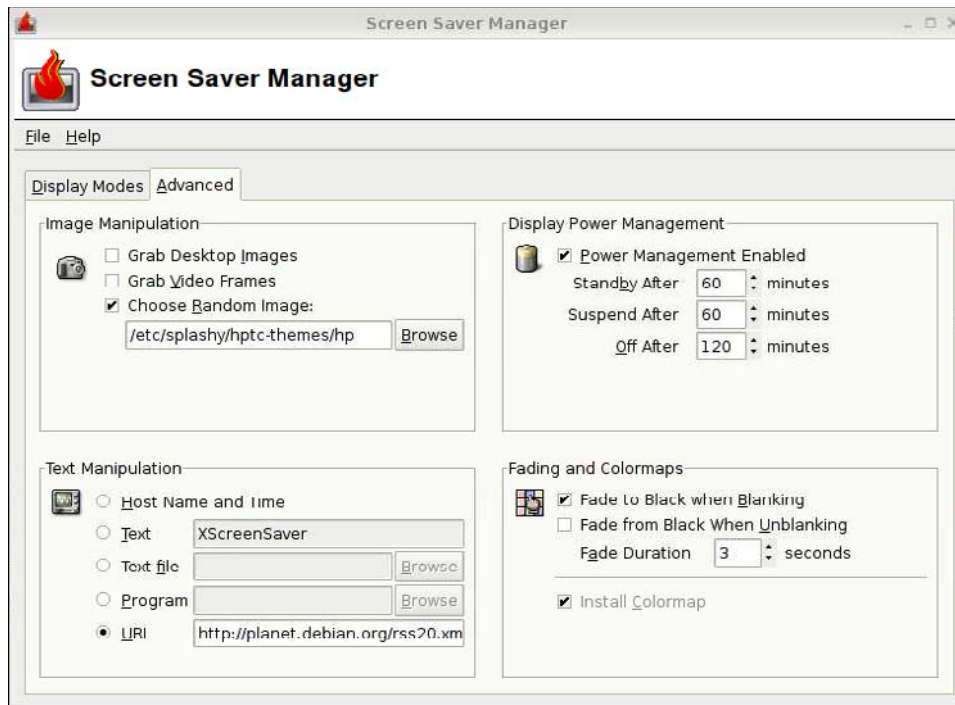 Screen Saver Manager
Screen Saver Manager
File Help
Display Modes Advanced
Image Manipulation
Grab Desktop Images
Grab Video Frames
Choose Random Image:
/etc/splashy/hptc-themes/hp Browse
Display Power Management
Power Management Enabled
Standby After 60 minutes
Suspend After 60 minutes
Off After 120 minutes
Text Manipulation
Host Name and Time
Text XScreenSaver
Text file Browse
Program Browse
URI http://planet.debian.org/rss20.xm
Fading and Colormaps
Fade to Black when Blanking
Fade from Black When Unblanking
Fade Duration 3 seconds
Install Colormap